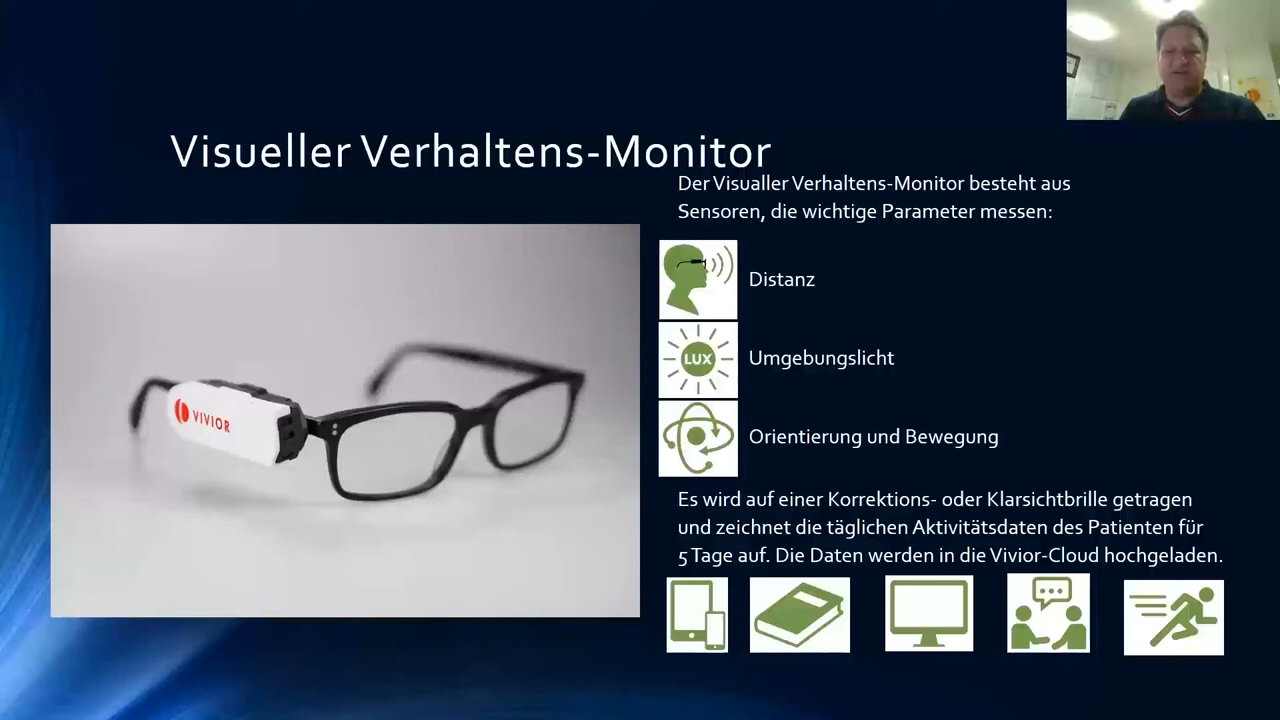 Visueller Verhaltens-Monitor
Der Visualler Verhaltens-Monitor besteht aus
Sensoren, die wichtige Parameter messen:
Distanz
LUX
Umgebungslicht
VIVIOR
Orientierung und Bewegung
Es wird auf einer Korrektions- oder Klarsichtbrille getragen
und zeichnet die täglichen Aktivitätsdaten des Patienten für
5 Tage auf. Die Daten werden in die Vivior-Cloud hochgeladen.